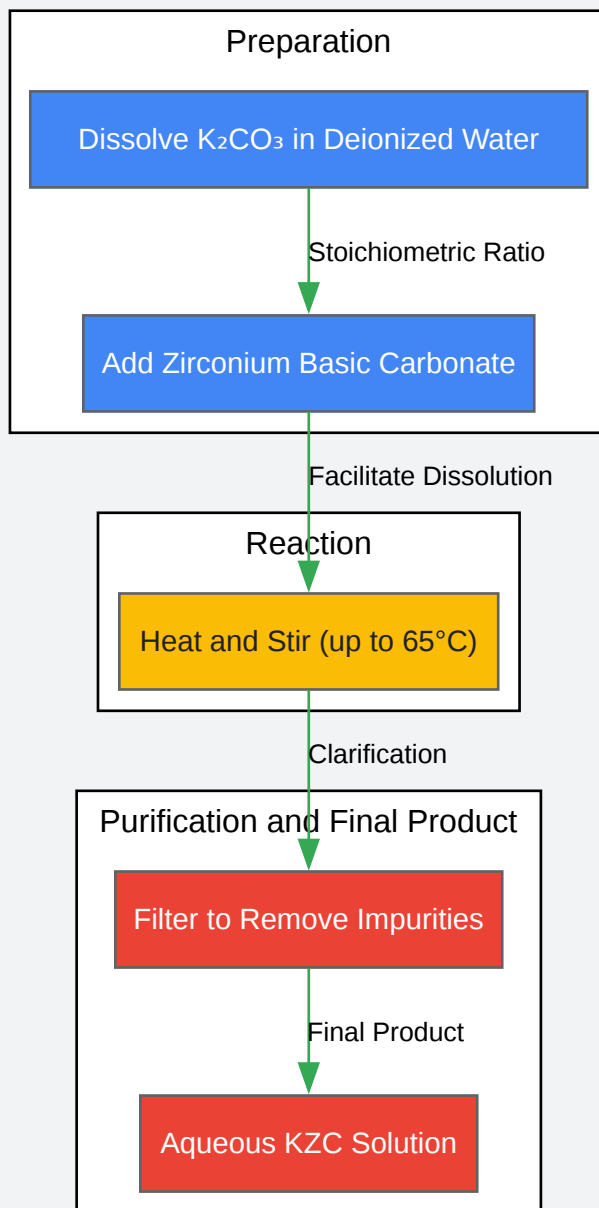 Preparation
Dissolve K₂CO₃ in Deionized Water
Stoichiometric Ratio
Add Zirconium Basic Carbonate
Facilitate Dissolution
Reaction
Heat and Stir (up to 65°C)
Clarification
Purification and Final Product
Filter to Remove Impurities
Final Product
Aqueous KZC Solution